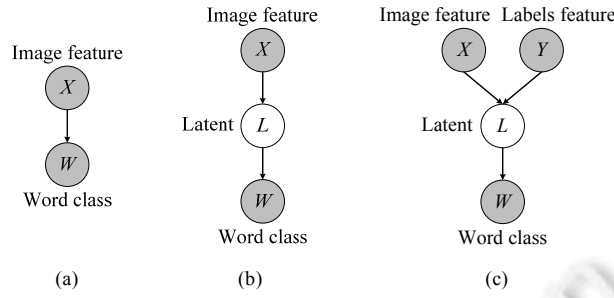 Image feature
X
W
Word class
(a)
Image feature
X
Latent
L
W
Word class
(b)
Image feature
Labels feature
X
Y
Latent
L
W
Word class
(c)